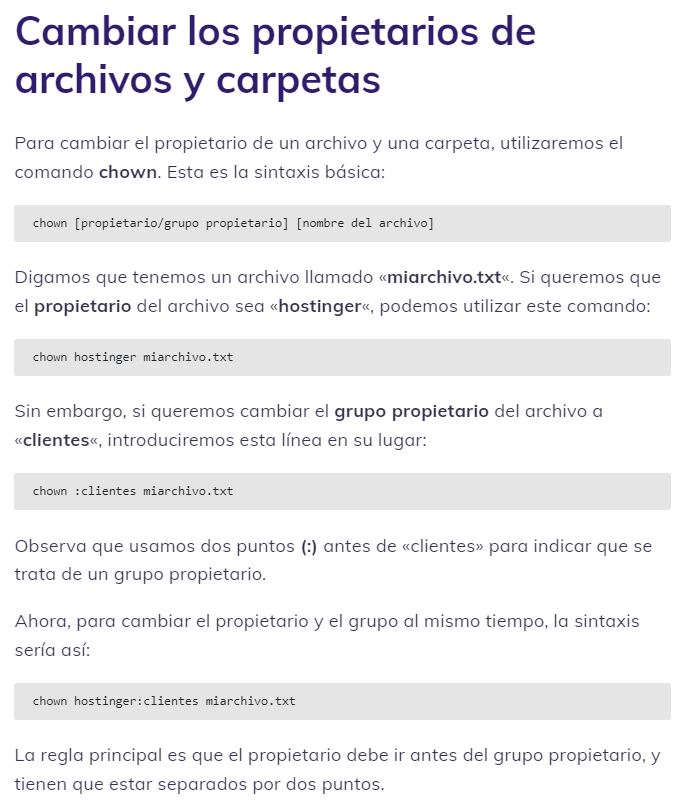 Cambiar los propietarios de
archivos y carpetas
Para cambiar el propietario de un archivo y una carpeta, utilizaremos el
comando chown. Esta es la sintaxis básica:
chown [propietario/grupo propietario] [nombre del archivo]
Digamos que tenemos un archivo llamado «miarchivo.txt«. Si queremos que
el propietario del archivo sea «hostinger«, podemos utilizar este comando:
chown hostinger miarchivo.txt
Sin embargo, si queremos cambiar el grupo propietario del archivo a
«clientes«, introduciremos esta línea en su lugar:
chown :clientes miarchivo.txt
Observa que usamos dos puntos (:) antes de «clientes» para indicar que se
trata de un grupo propietario.
Ahora, para cambiar el propietario y el grupo al mismo tiempo, la sintaxis
sería así:
chown hostinger:clientes miarchivo.txt
La regla principal es que el propietario debe ir antes del grupo propietario, y
tienen que estar separados por dos puntos.